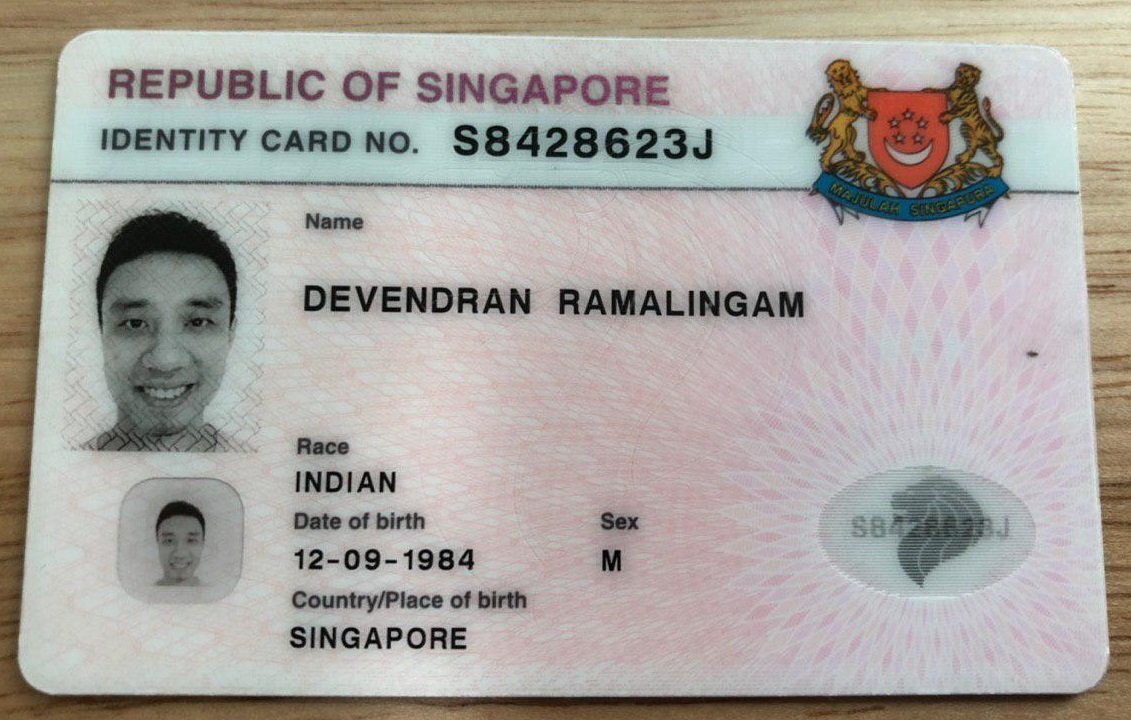 REPUBLIC OF SINGAPORE
IDENTITY CARD NO. S8428623J
MAJULAH SINGAPURA
Name
DEVENDRAN RAMALINGAM
Race
INDIAN
Date of birth Sex
12-09-1984 M
Country/Place of birth
SINGAPORE
S8428623J